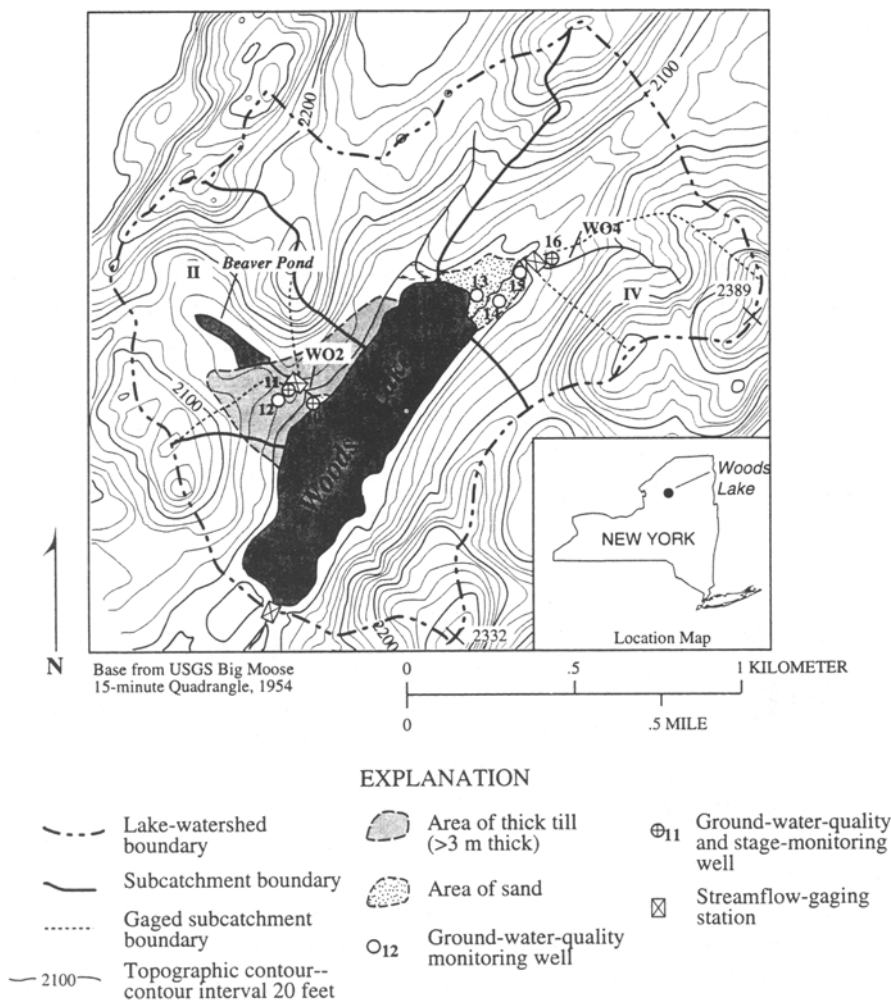 2100
2200
16
WO4
II
Beaver Pond
13
15
IV
2389
14
WO2
11
12
2100
Woods Lake
Woods
Lake
NEW YORK
2200
2332
Location Map
N
Base from USGS Big Moose
15-minute Quadrangle, 1954
0 .5 1 KILOMETER
0 .5 MILE
EXPLANATION
Lake-watershed
boundary
Subcatchment boundary
Gaged subcatchment
boundary
2100
Topographic contour--
contour interval 20 feet
Area of thick till
(>3 m thick)
Area of sand
12
Ground-water-quality
monitoring well
11
Ground-water-quality
and stage-monitoring
well
Streamflow-gaging
station